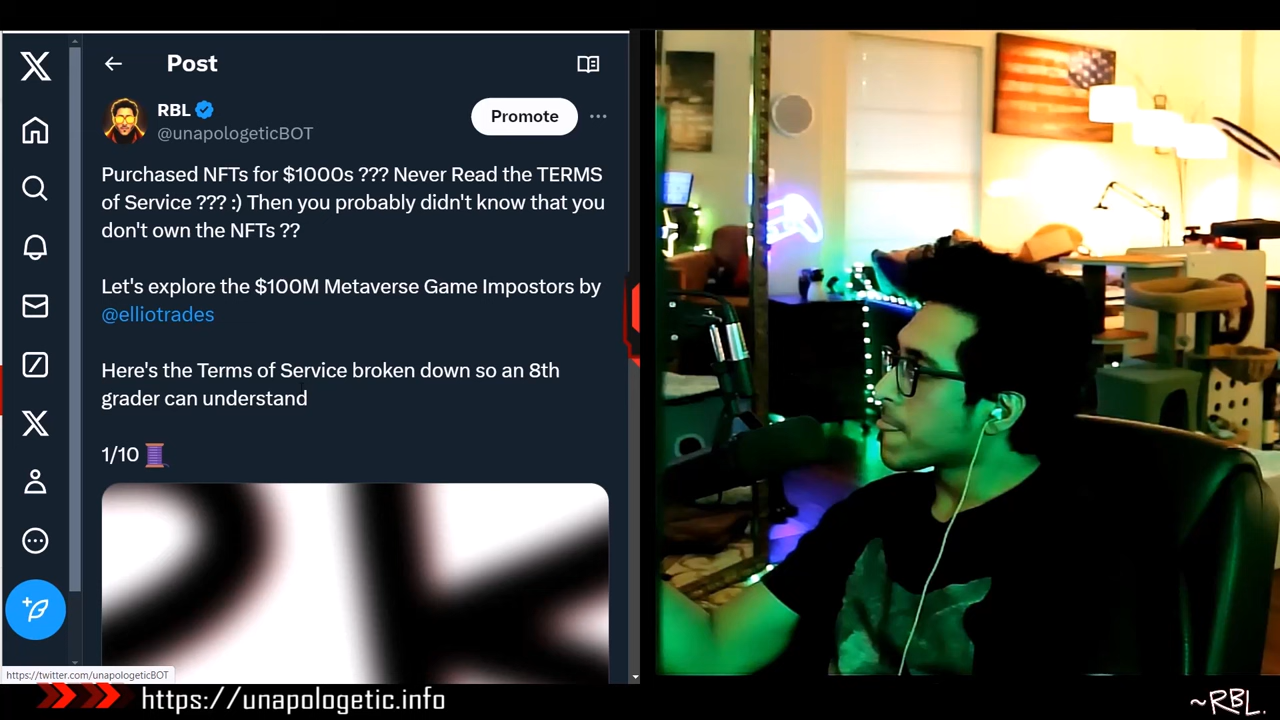 Post
RBL
@unapologeticBOT
Promote
Purchased NFTs for $1000s ??? Never Read the TERMS
of Service ??? :) Then you probably didn't know that you
don't own the NFTs ??
Let's explore the $100M Metaverse Game Impostors by
@elliotrades
Here's the Terms of Service broken down so an 8th
grader can understand
1/10
https://twitter.com/unapologeticBOT
https://unapologetic.info
~RBL.